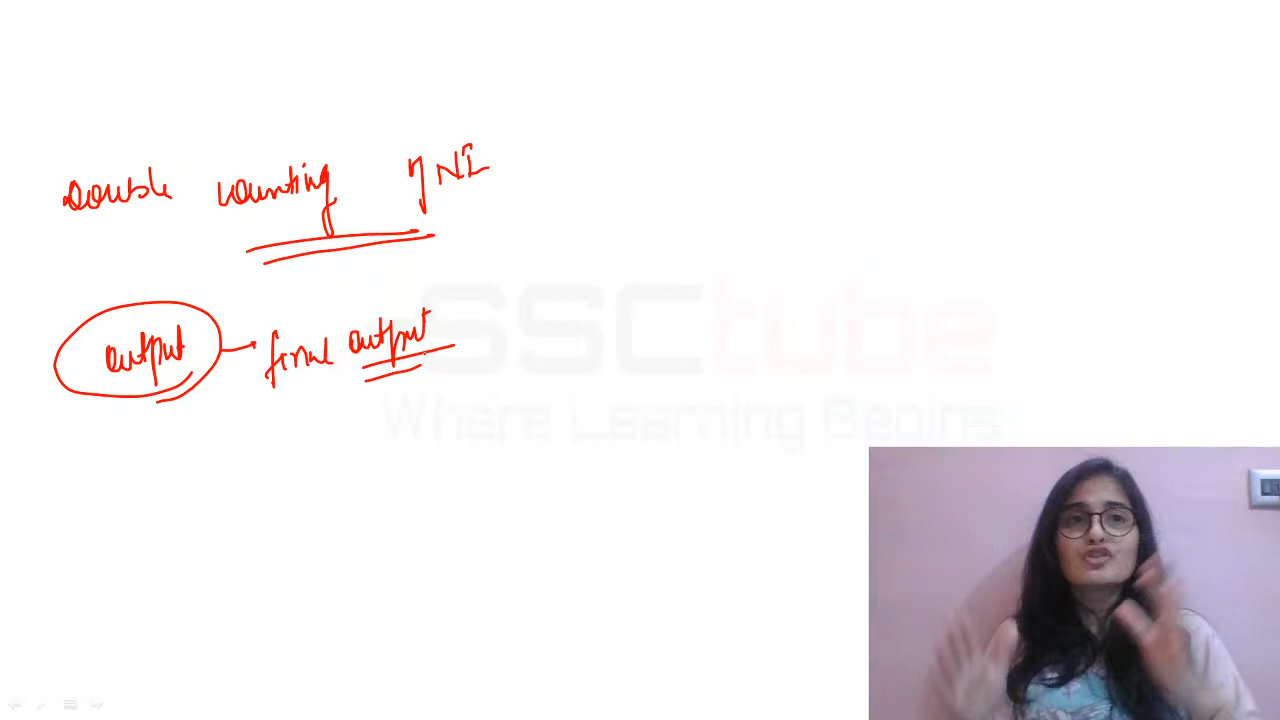 Double counting of NI
output → final output
SSCtube
Where Learning Begins